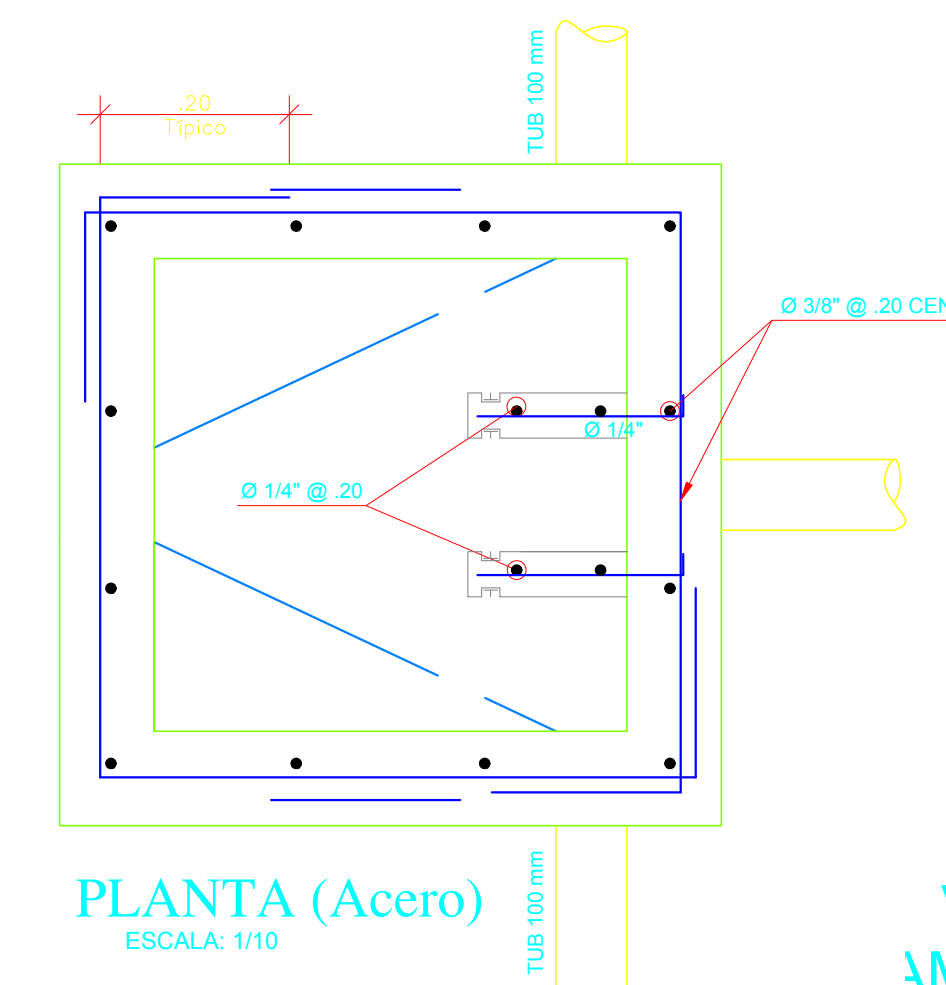 TUB 100 mm
.20
Típico
Ø 3/8" @ .20
Ø 1/4"
Ø 1/4" @ .20
PLANTA (Acero)
ESCALA: 1/10
TUB 100 mm